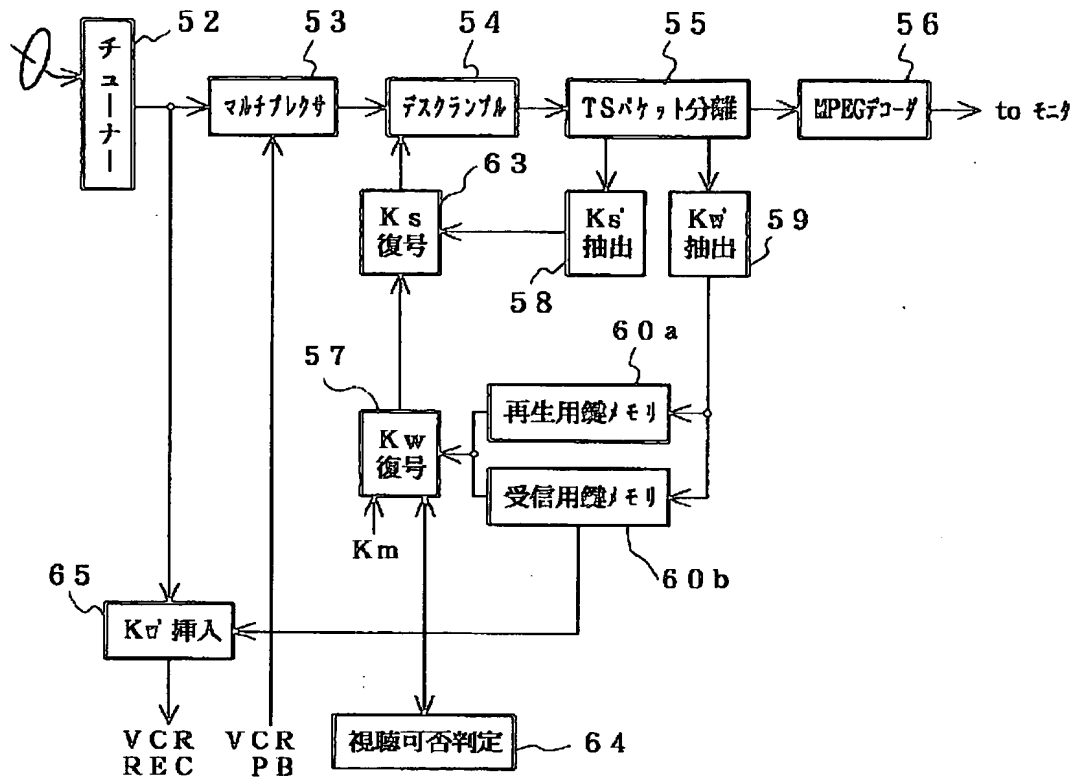 52
53
54
55
56
チューナー
マルチプレクサ
デスクランブル
TSパケット分離
MPEGデコーダ
to モニタ
63
Ks
復号
Ks'
抽出
Kw'
抽出
59
58
60a
57
再生用鍵メモリ
Kw
復号
受信用鍵メモリ
Km
60b
65
Kw' 挿入
VCR
REC
VCR
PB
視聴可否判定
64